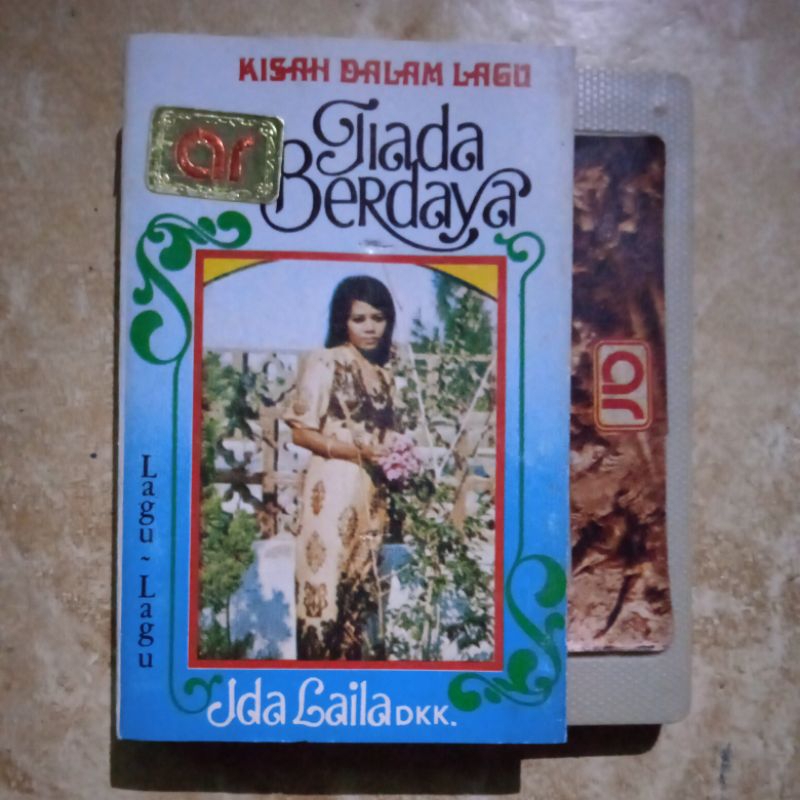 KISAH DALAM LAGU
ar
Tiada
Berdaya
ar
Lagu ~ Lagu
Ida Laila DKK.